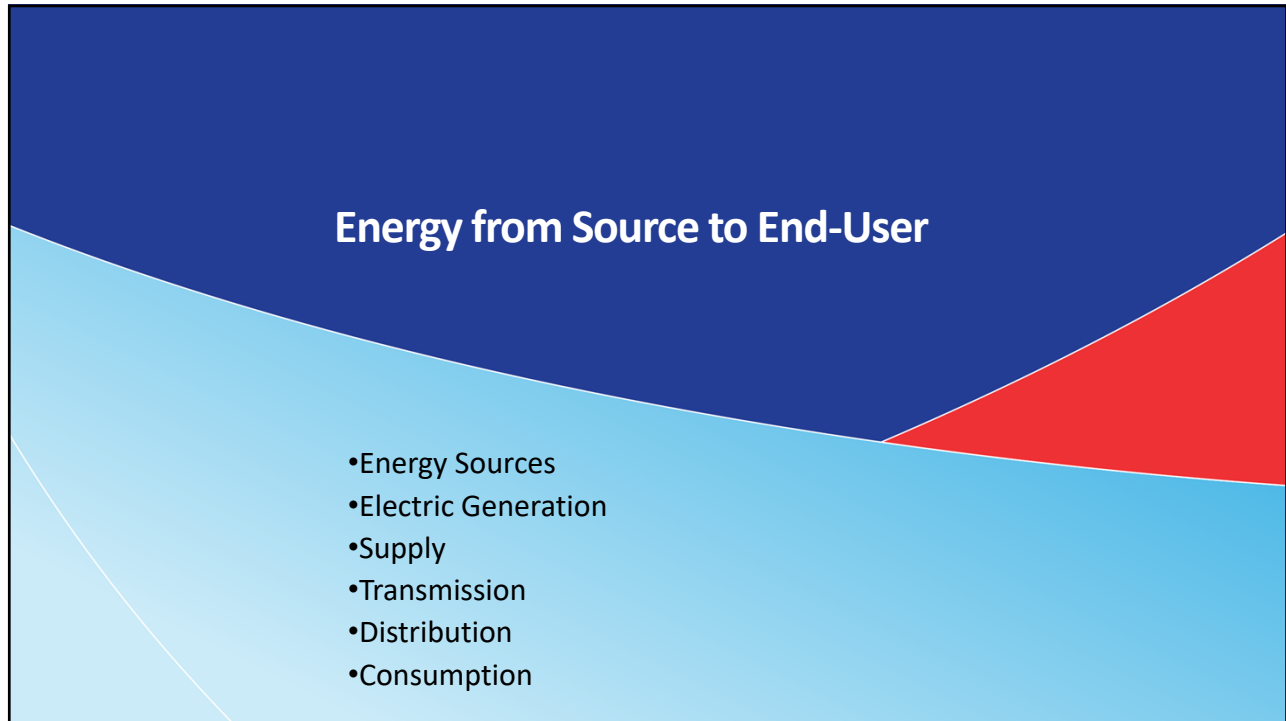 Energy from Source to End-User
•Energy Sources
•Electric Generation
•Supply
•Transmission
•Distribution
•Consumption